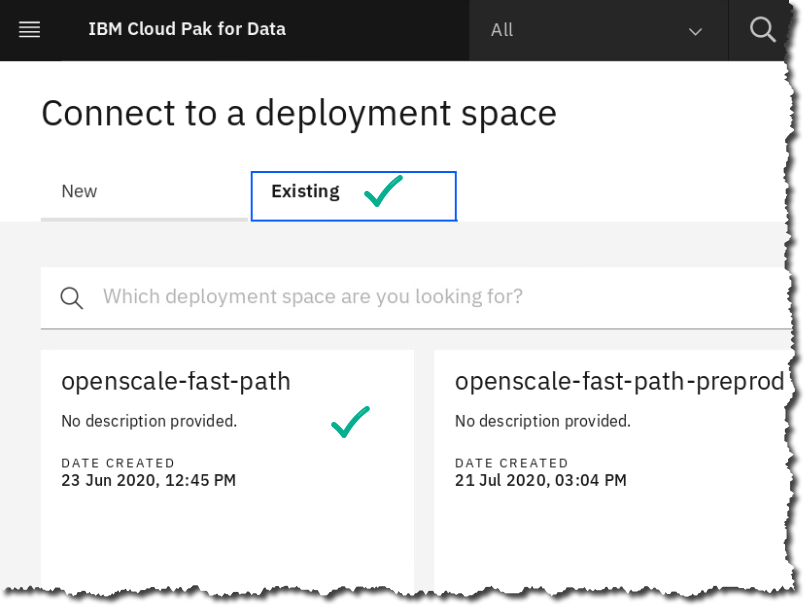 IBM Cloud Pak for Data
All
Connect to a deployment space
New
Existing
Which deployment space are you looking for?
openscale-fast-path
No description provided.
DATE CREATED
23 Jun 2020, 12:45 PM
openscale-fast-path-preprod
No description provided.
DATE CREATED
21 Jul 2020, 03:04 PM